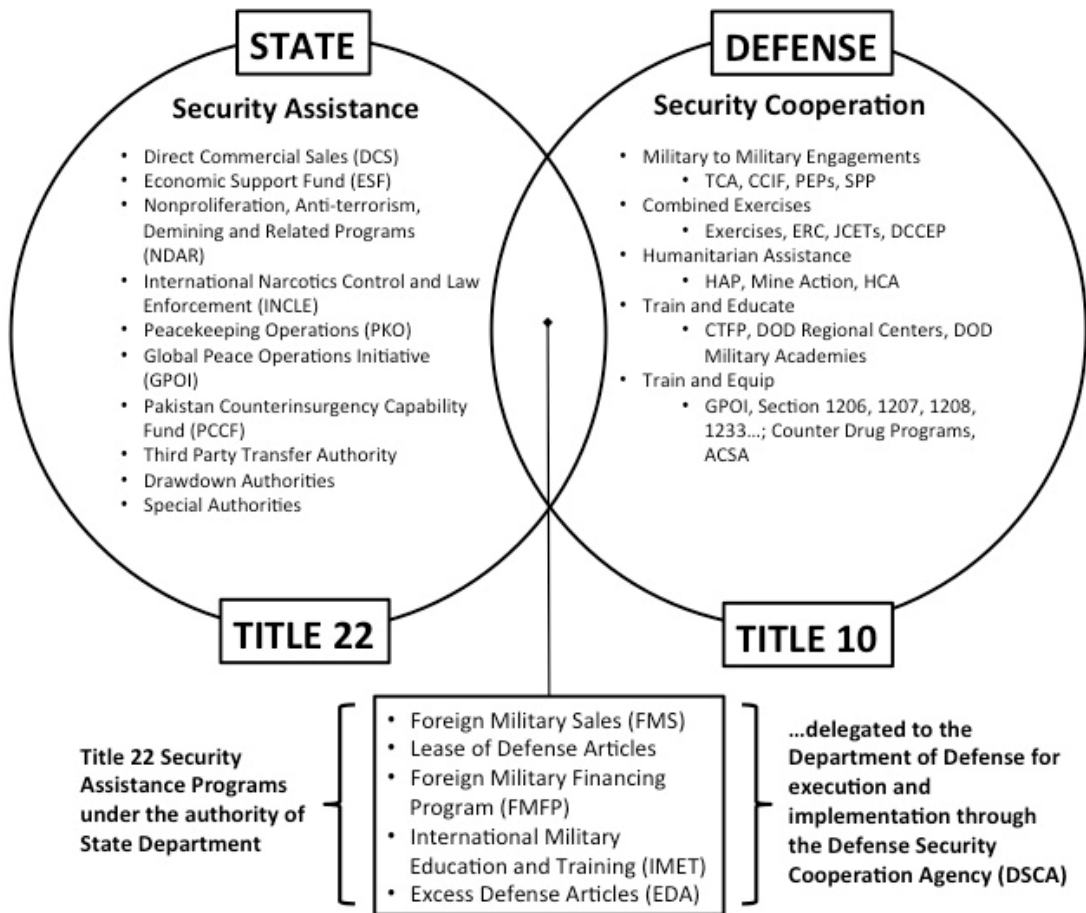 STATE
Security Assistance
• Direct Commercial Sales (DCS)
• Economic Support Fund (ESF)
• Nonproliferation, Anti-terrorism,
Demining and Related Programs
(NDAR)
• International Narcotics Control and Law
Enforcement (INCLE)
• Peacekeeping Operations (PKO)
• Global Peace Operations Initiative
(GPOI)
• Pakistan Counterinsurgency Capability
Fund (PCCF)
• Third Party Transfer Authority
• Drawdown Authorities
• Special Authorities
TITLE 22
DEFENSE
Security Cooperation
• Military to Military Engagements
• TCA, CCIF, PEPs, SPP
• Combined Exercises
• Exercises, ERC, JCETs, DCCEP
• Humanitarian Assistance
• HAP, Mine Action, HCA
• Train and Educate
• CTFP, DOD Regional Centers, DOD
Military Academies
• Train and Equip
• GPOI, Section 1206, 1207, 1208,
1233...; Counter Drug Programs,
ACSA
TITLE 10
Title 22 Security
Assistance Programs
under the authority of
State Department
• Foreign Military Sales (FMS)
• Lease of Defense Articles
• Foreign Military Financing
Program (FMFP)
• International Military
Education and Training (IMET)
• Excess Defense Articles (EDA)
...delegated to the
Department of Defense for
execution and
implementation through
the Defense Security
Cooperation Agency (DSCA)